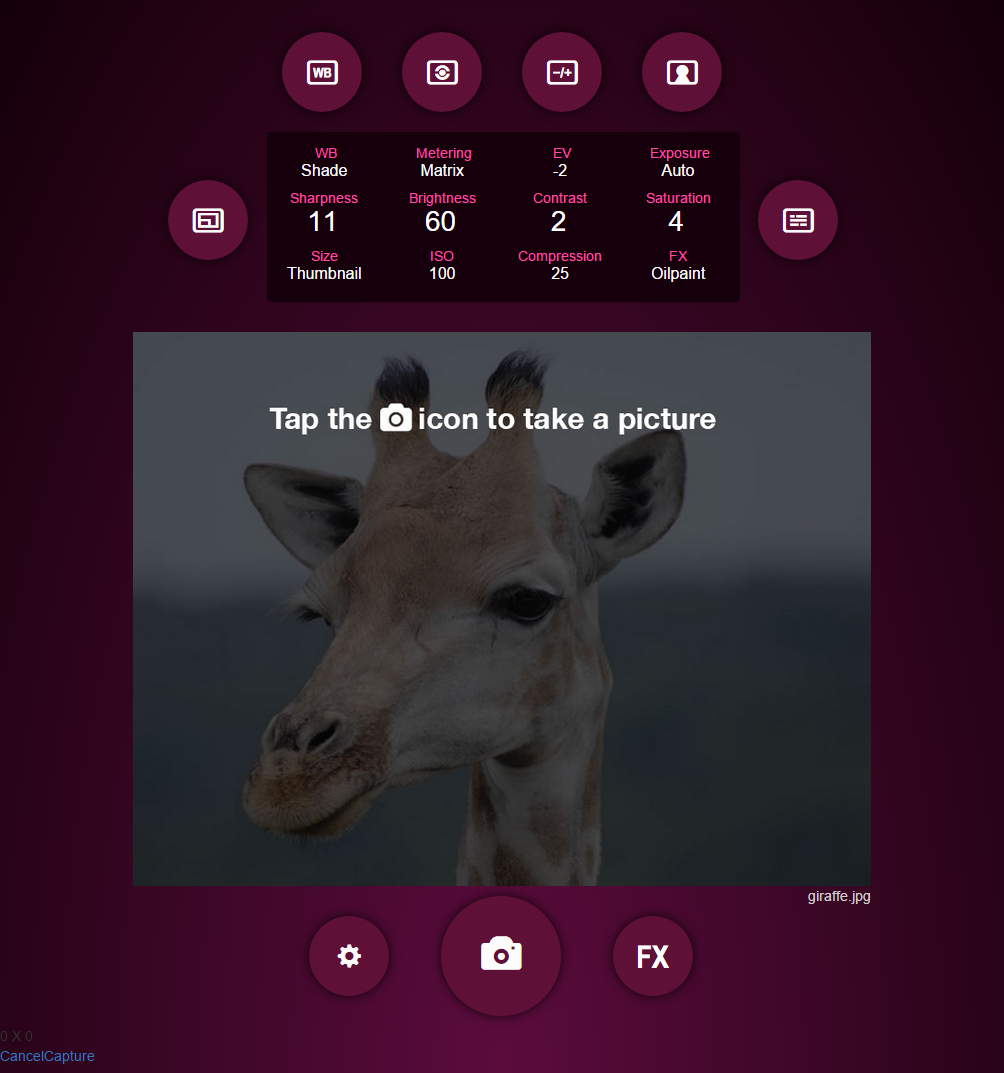 WB
−/+
WB Metering EV Exposure
Shade Matrix -2 Auto
Sharpness Brightness Contrast Saturation
11 60 2 4
Size ISO Compression FX
Thumbnail 100 25 Oilpaint
Tap the icon to take a picture
giraffe.jpg
FX
0 X 0
CancelCapture